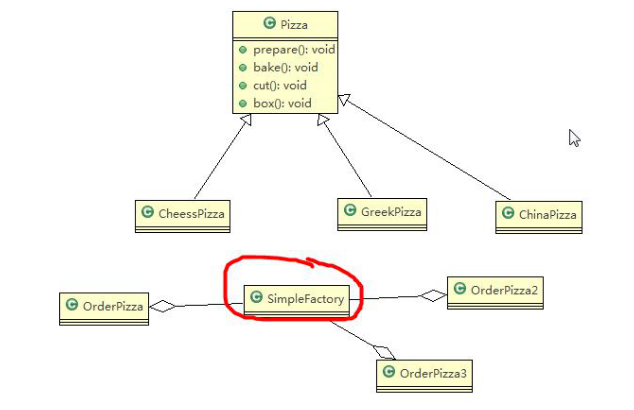 Pizza
prepare(): void
bake(): void
cut(): void
box(): void
CheessPizza
GreekPizza
ChinaPizza
OrderPizza
SimpleFactory
OrderPizza2
OrderPizza3